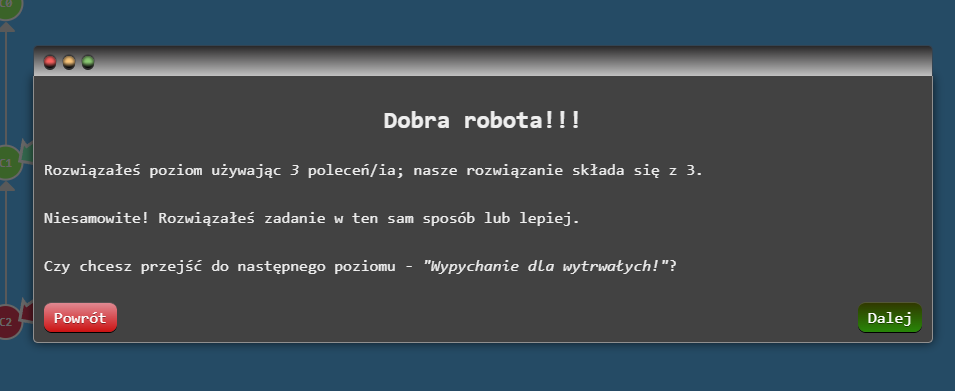 C0
Dobra robota!!!
C1
Rozwiązałeś poziom używając 3 poleceń/ia; nasze rozwiązanie składa się z 3.
Niesamowite! Rozwiązałeś zadanie w ten sam sposób lub lepiej.
Czy chcesz przejść do następnego poziomu - "Wypychanie dla wytrwałych!"?
C2
Powrót
Dalej